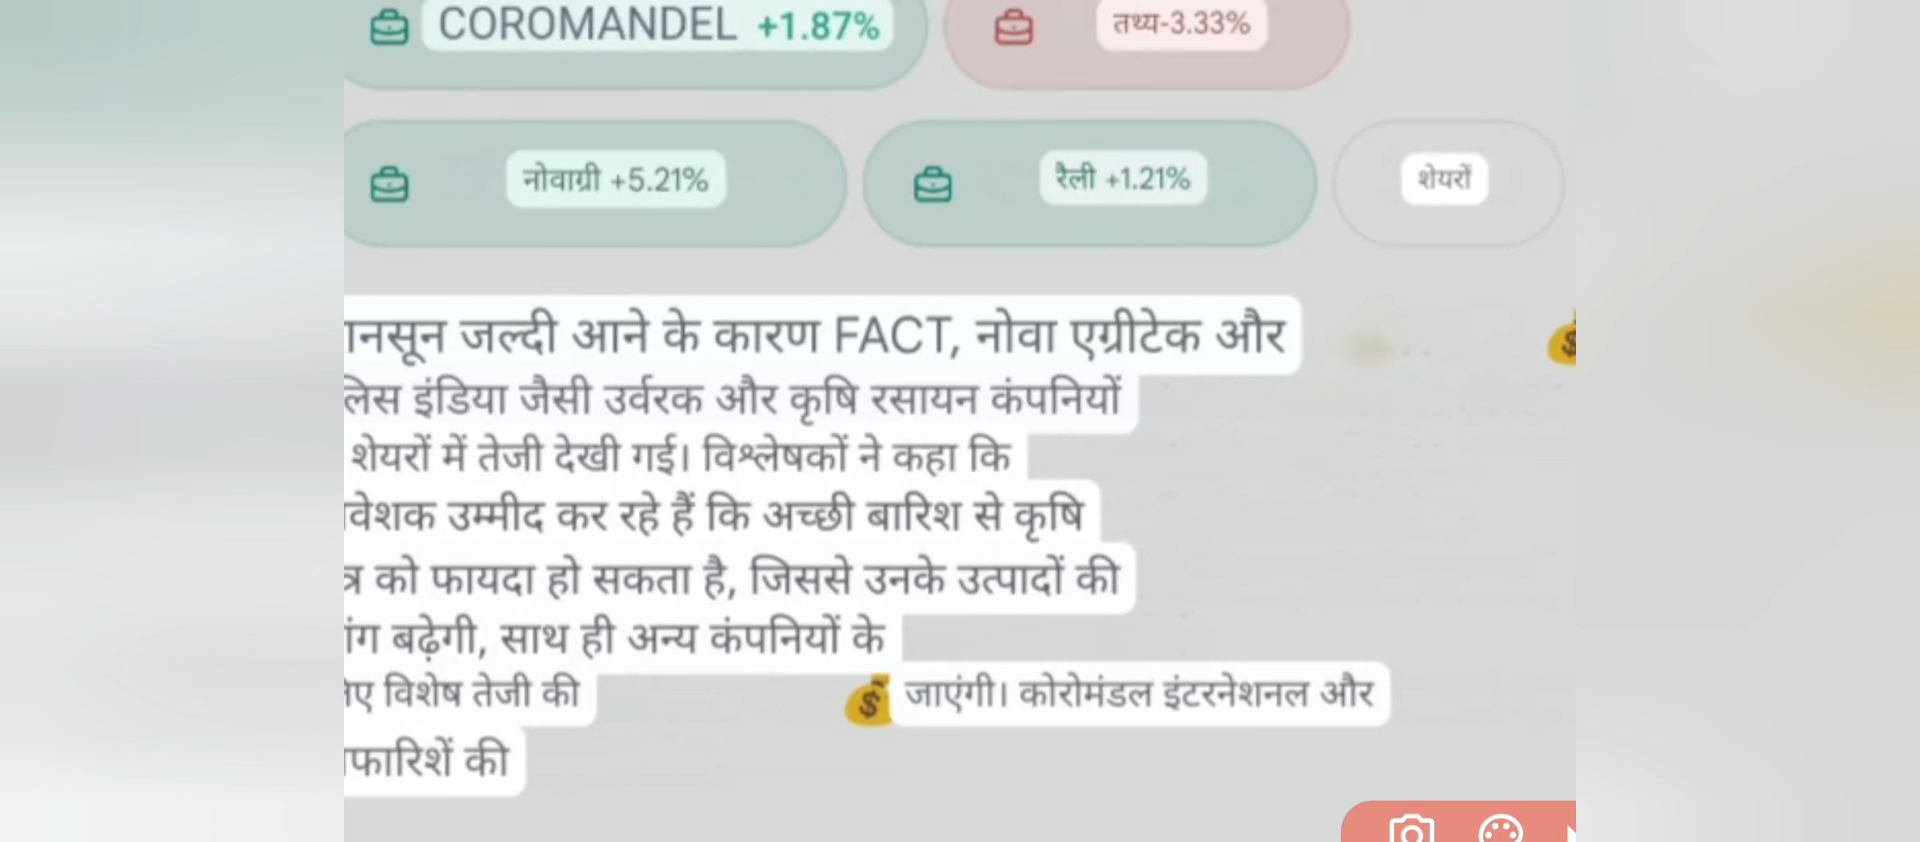 COROMANDEL +1.87% तथ्य-3.33%
नोवाग्री +5.21% रैली +1.21% शेयरों
जल्दी आने के कारण FACT, नोवा एग्रीटेक और
इंडिया जैसी उर्वरक और कृषि रसायन कंपनियों
शेयरों में तेजी देखी गई। विश्लेषकों ने कहा कि
उम्मीद कर रहे हैं कि अच्छी बारिश से कृषि
को फायदा हो सकता है, जिससे उनके उत्पादों की
बढ़ेगी, साथ ही अन्य कंपनियों के
विशेष तेजी की जाएंगी। कोरोमंडल इंटरनेशनल और
की